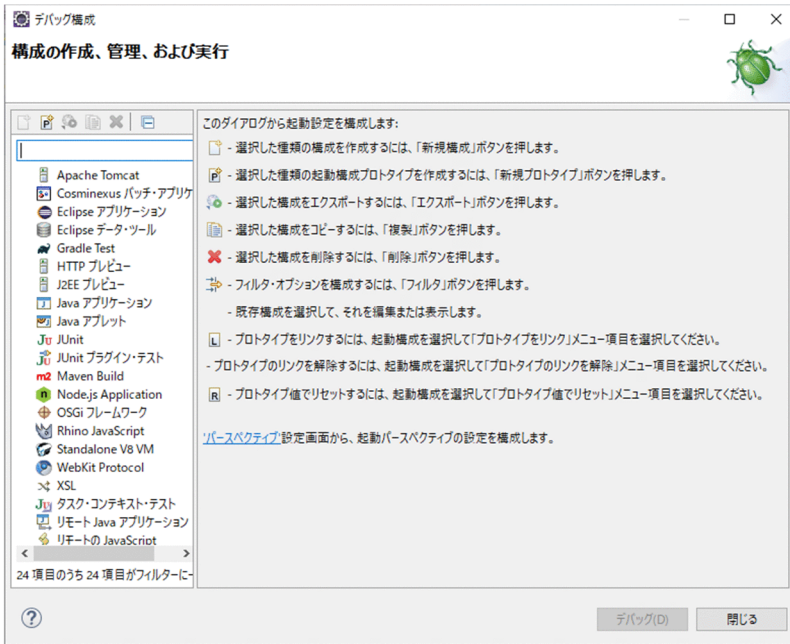 デバッグ構成
構成の作成、管理、および実行
このダイアログから起動設定を構成します:
- 選択した種類の構成を作成するには、「新規構成」ボタンを押します。
- 選択した種類の起動構成プロトタイプを作成するには、「新規プロトタイプ」ボタンを押します。
- 選択した構成をエクスポートするには、「エクスポート」ボタンを押します。
- 選択した構成をコピーするには、「複製」ボタンを押します。
- 選択した構成を削除するには、「削除」ボタンを押します。
- フィルタ・オプションを構成するには、「フィルタ」ボタンを押します。
- 既存構成を選択して、それを編集または表示します。
- プロトタイプをリンクするには、起動構成を選択して「プロトタイプをリンク」メニュー項目を選択してください。
- プロトタイプのリンクを解除するには、起動構成を選択して「プロトタイプのリンクを解除」メニュー項目を選択してください。
- プロトタイプ値でリセットするには、起動構成を選択して「プロトタイプ値でリセット」メニュー項目を選択してください。
'パースペクティブ'設定画面から、起動パースペクティブの設定を構成します。
Apache Tomcat
Cosminexus バッチ・アプリケ
Eclipse アプリケーション
Eclipse データ・ツール
Gradle Test
HTTP プレビュー
J2EE プレビュー
Java アプリケーション
Java アプレット
JUnit
JUnit プラグイン・テスト
Maven Build
Node.js Application
OSGi フレームワーク
Rhino JavaScript
Standalone V8 VM
WebKit Protocol
XSL
タスク・コンテキスト・テスト
リモート Java アプリケーション
リモートの JavaScript
24 項目のうち 24 項目がフィルターに一
デバッグ(D)
閉じる